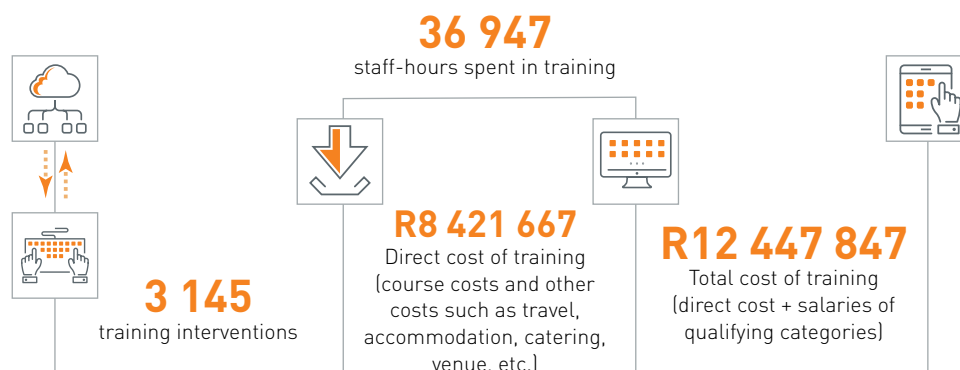 36 947
staff-hours spent in training
R8 421 667
Direct cost of training
(course costs and other
costs such as travel,
accommodation, catering,
venue, etc.)
R12 447 847
Total cost of training
(direct cost + salaries of
qualifying categories)
3 145
training interventions